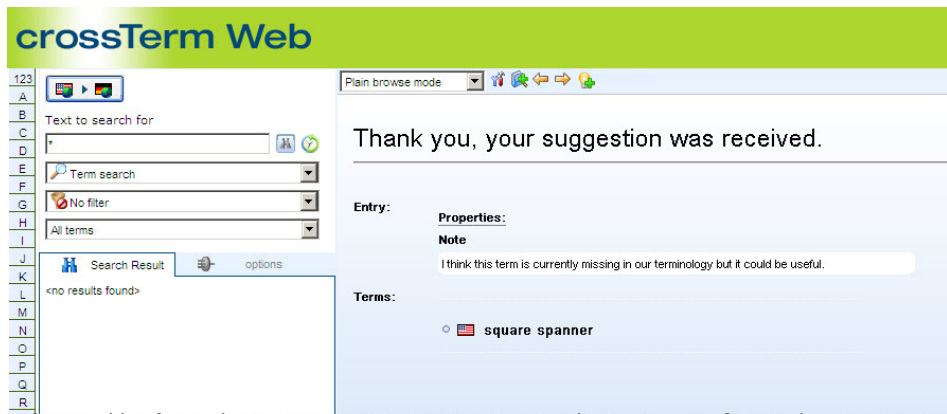 crossTerm Web
123
A
B
C
D
E
F
G
H
I
J
K
L
M
N
O
P
Q
R
Text to search for
*
Term search
No filter
All terms
Search Result options
<no results found>
Plain browse mode
Thank you, your suggestion was received.
Entry:
Properties:
Note
I think this term is currently missing in our terminology but it could be useful.
Terms:
square spanner